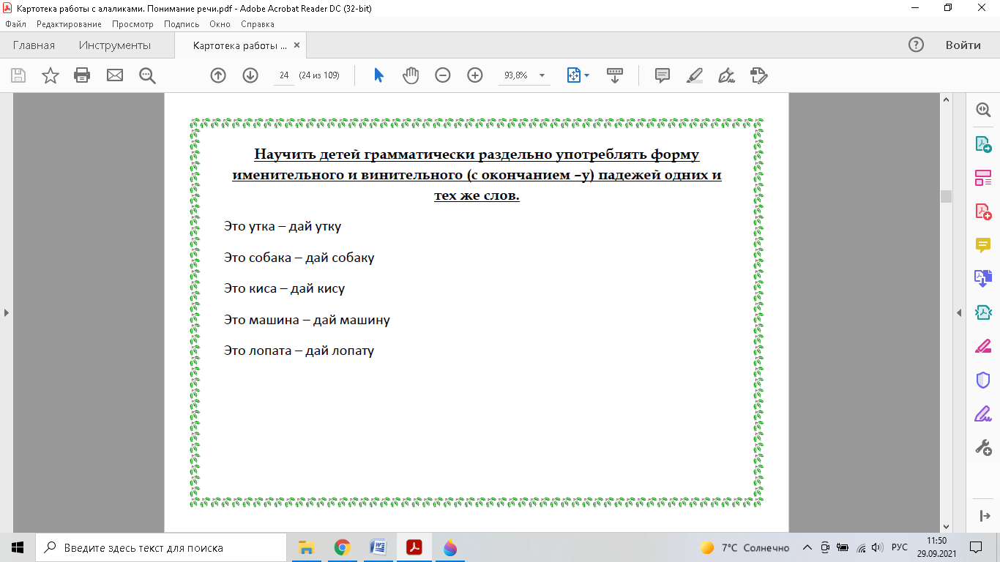 Картотека работы с алаликами. Понимание речи.pdf - Adobe Acrobat Reader DC (32-bit)
Файл Редактирование Просмотр Подпись Окно Справка
Главная Инструменты Картотека работы ... × Войти
24 (24 из 109) 93,8%
Научить детей грамматически раздельно употреблять форму
именительного и винительного (с окончанием –у) падежей одних и
тех же слов.
Это утка – дай утку
Это собака – дай собаку
Это киса – дай кису
Это машина – дай машину
Это лопата – дай лопату
Введите здесь текст для поиска
7°C Солнечно
РУС
11:50
29.09.2021